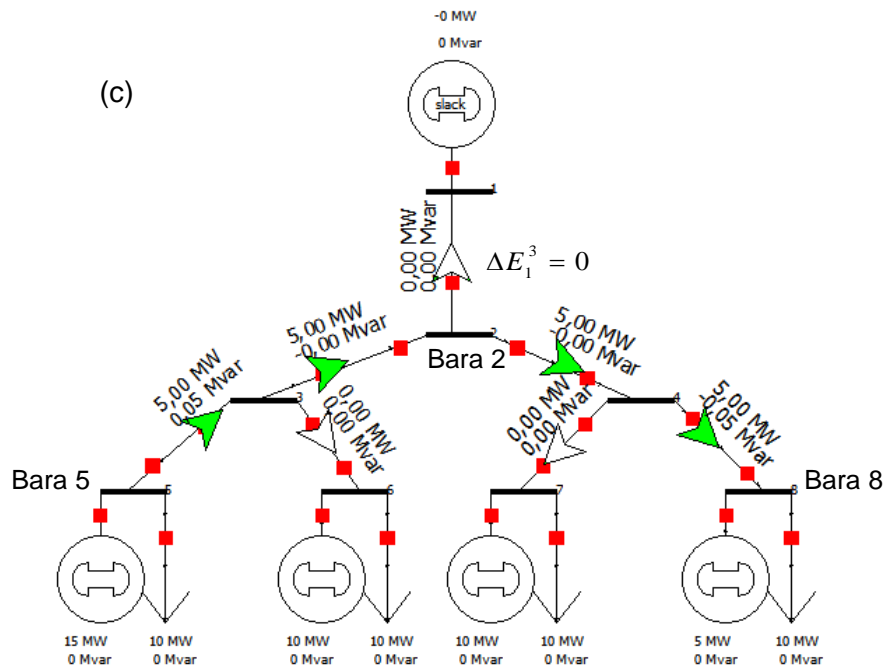 -0 MW
0 Mvar
(c)
slack
1
0,00 MW
0,00 Mvar
ΔE₁³ = 0
2
Bara 2
5,00 MW
-0,00 Mvar
5,00 MW
-0,00 Mvar
5,00 MW
0,05 Mvar
3
0,00 MW
0,00 Mvar
0,00 MW
0,00 Mvar
4
5,00 MW
-0,05 Mvar
Bara 5
5
6
7
8
Bara 8
15 MW 10 MW 10 MW 10 MW 10 MW 10 MW 5 MW 10 MW
0 Mvar 0 Mvar 0 Mvar 0 Mvar 0 Mvar 0 Mvar 0 Mvar 0 Mvar